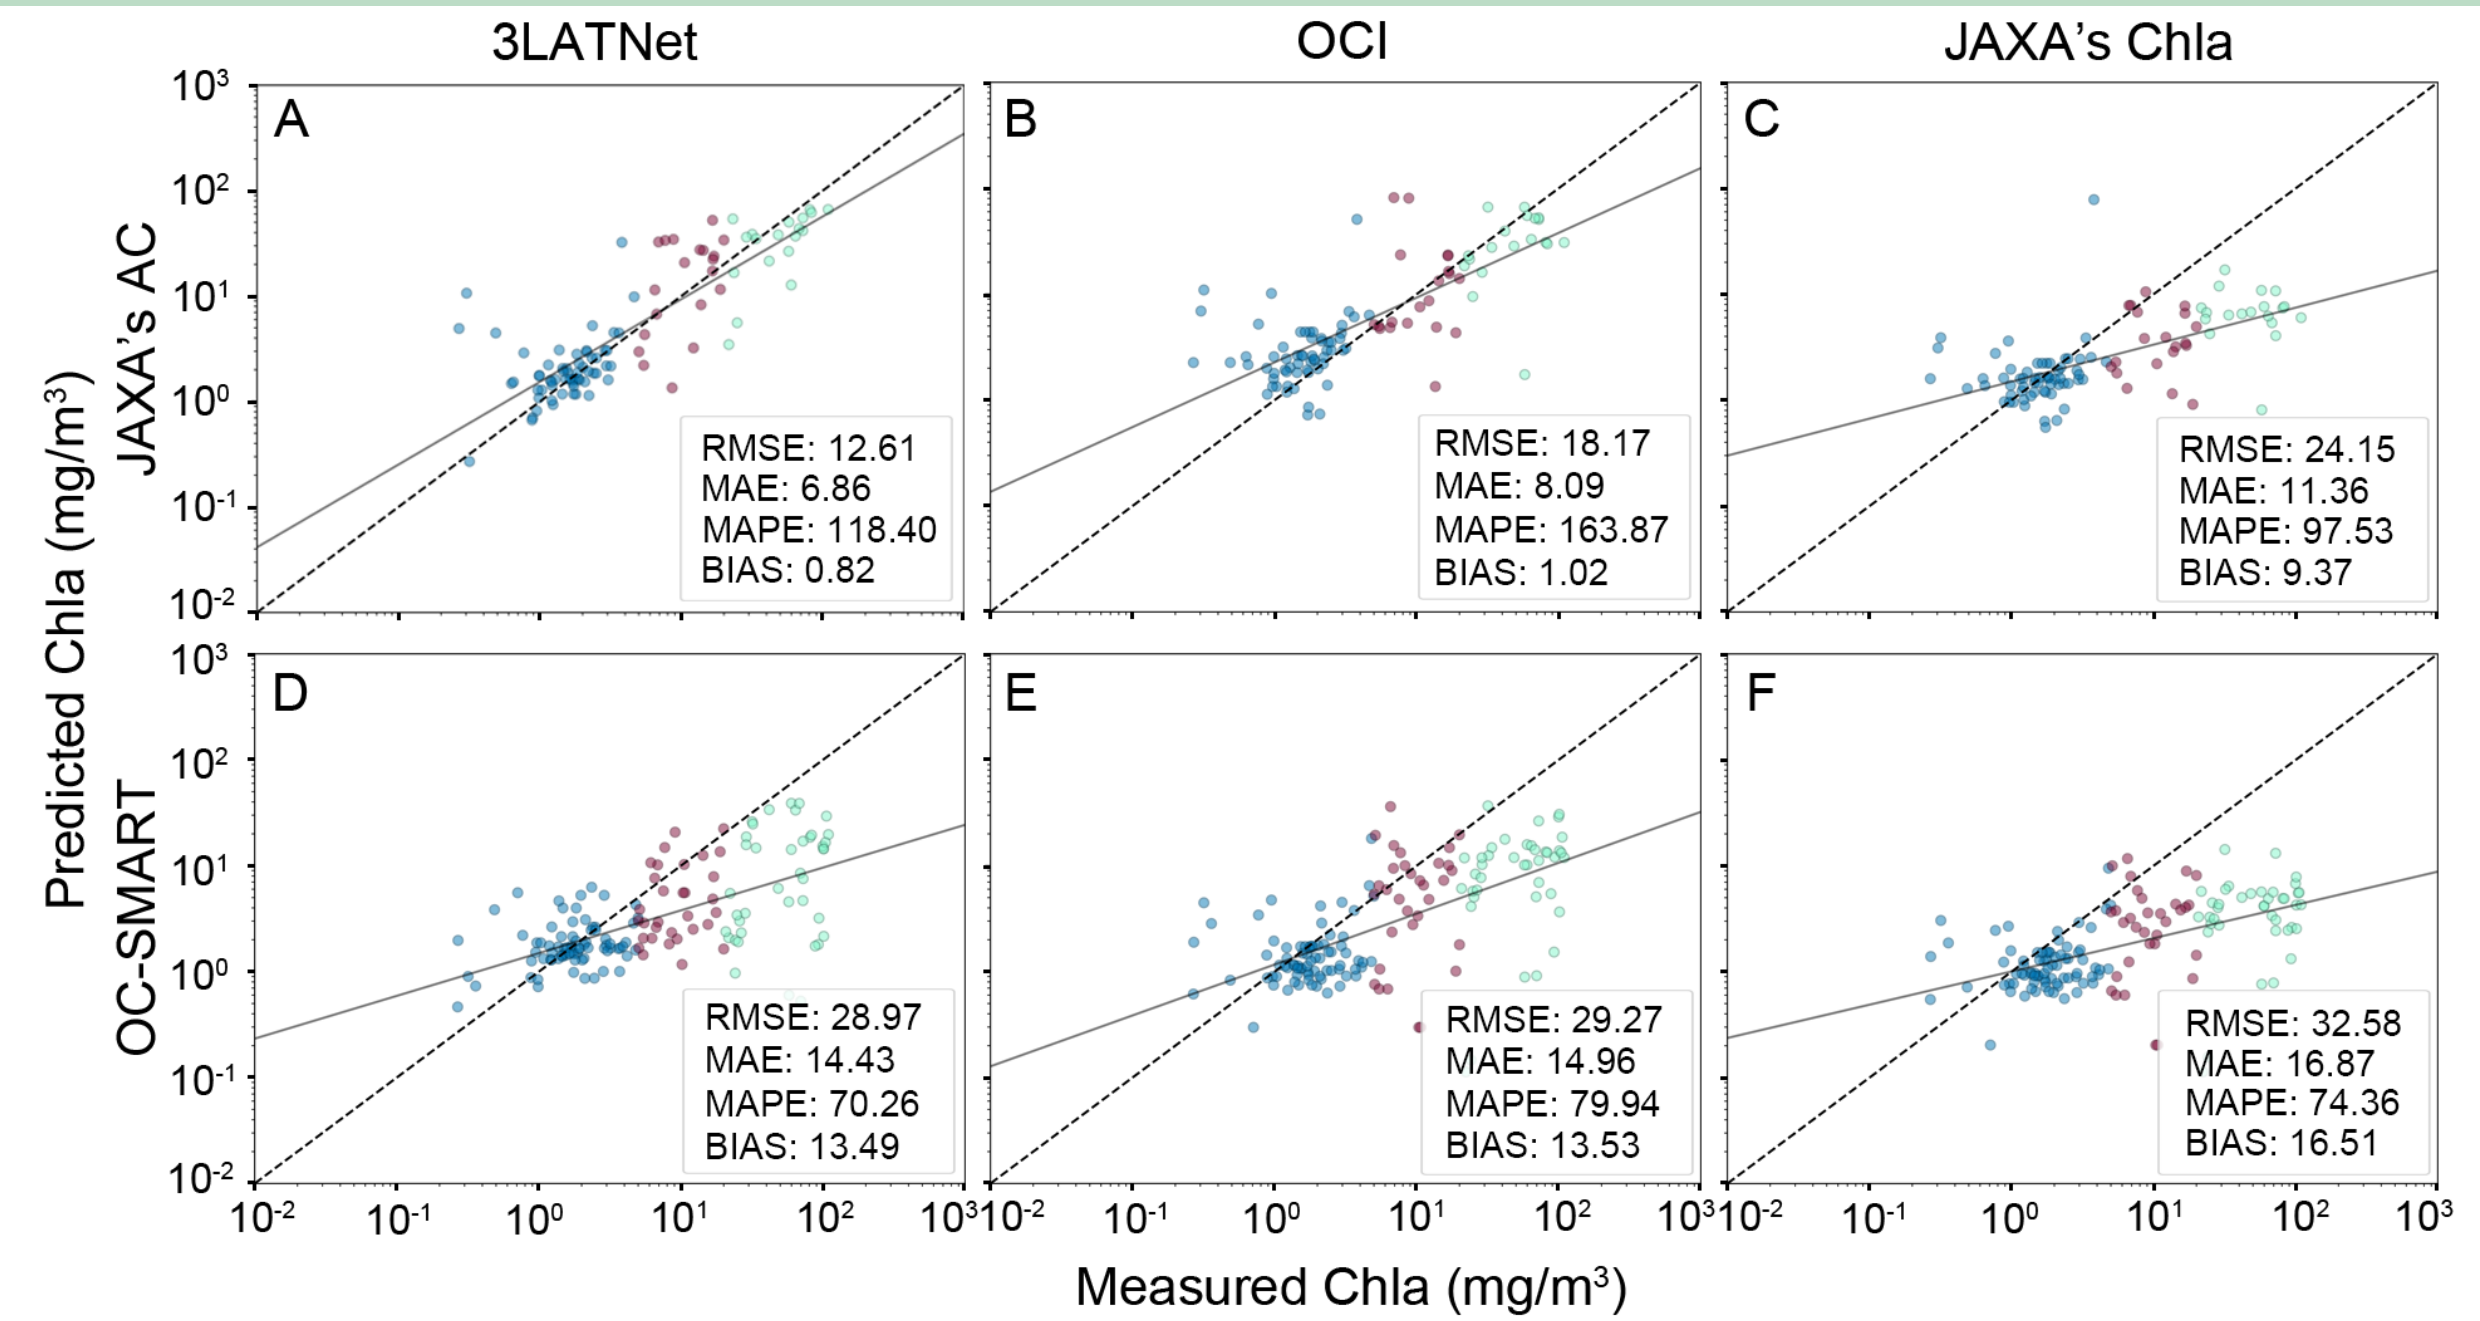 3LATNet
OCI
JAXA's Chla
Predicted Chla (mg/m³)
JAXA's AC
10³
10²
10¹
10⁰
10⁻¹
10⁻²
A
RMSE: 12.61
MAE: 6.86
MAPE: 118.40
BIAS: 0.82
B
RMSE: 18.17
MAE: 8.09
MAPE: 163.87
BIAS: 1.02
C
RMSE: 24.15
MAE: 11.36
MAPE: 97.53
BIAS: 9.37
OC-SMART
10³
10²
10¹
10⁰
10⁻¹
10⁻²
D
RMSE: 28.97
MAE: 14.43
MAPE: 70.26
BIAS: 13.49
E
RMSE: 29.27
MAE: 14.96
MAPE: 79.94
BIAS: 13.53
F
RMSE: 32.58
MAE: 16.87
MAPE: 74.36
BIAS: 16.51
10⁻² 10⁻¹ 10⁰ 10¹ 10² 10³ 10⁻² 10⁻¹ 10⁰ 10¹ 10² 10³ 10⁻² 10⁻¹ 10⁰ 10¹ 10² 10³
Measured Chla (mg/m³)